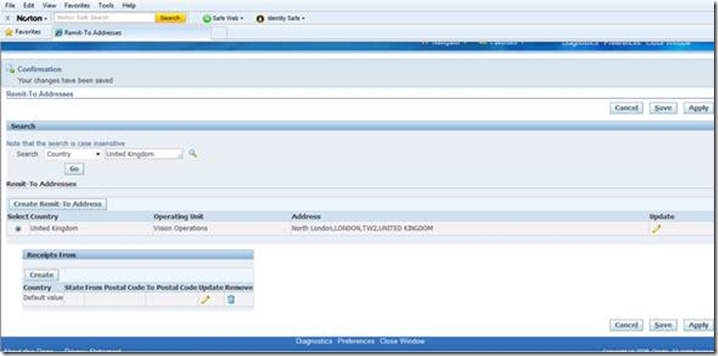 File Edit View Favorites Tools Help
X Norton Norton Safe Search Search Safe Web Identity Safe
Favorites Remit-To Addresses
Navigator Favorites Diagnostics Preferences Close Window
Confirmation
Your changes have been saved
Remit-To Addresses
Cancel Save Apply
Search
Note that the search is case insensitive
Search Country United Kingdom
Go
Remit-To Addresses
Create Remit-To Address
Select Country Operating Unit Address Update
United Kingdom Vision Operations North London,LONDON,TW2,UNITED KINGDOM
Receipts From
Create
Country State From Postal Code To Postal Code Update Remove
Default value
Cancel Save Apply
Diagnostics Preferences Close Window
About this Page Privacy Statement